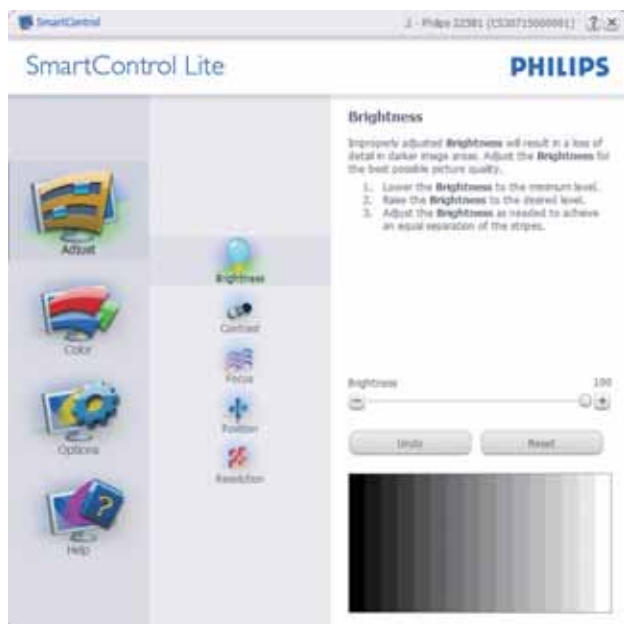 SmartControl
2 - Philips 225B1 (CS30715000001) ? X
SmartControl Lite
PHILIPS
Adjust
Color
Options
Help
Brightness
Contrast
Focus
Position
Resolution
Brightness
Improperly adjusted Brightness will result in a loss of
detail in darker image areas. Adjust the Brightness for
the best possible picture quality.
1. Lower the Brightness to the minimum level.
2. Raise the Brightness to the desired level.
3. Adjust the Brightness as needed to achieve
an equal separation of the stripes.
Brightness 100
Undo Reset